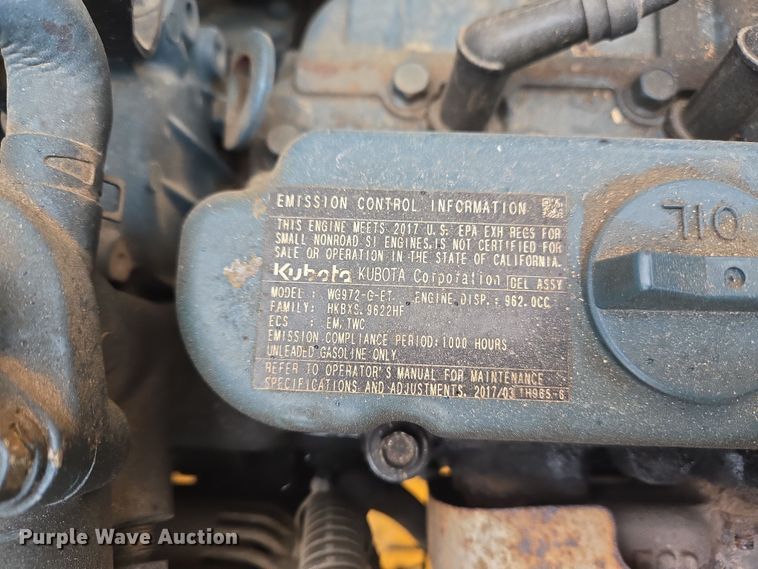 EMISSION CONTROL INFORMATION
THIS ENGINE MEETS 2017 U.S. EPA EXH REGS FOR
SMALL NONROAD SI ENGINES.IS NOT CERTIFIED FOR
SALE OR OPERATION IN THE STATE OF CALIFORNIA.
Kubota KUBOTA Corporation DEL ASSY
MODEL : WG972-G-E1 ENGINE DISP.: 962.0CC
FAMILY: HKBXS.9622HF
ECS : EM,TWC
EMISSION COMPLIANCE PERIOD:1000 HOURS
UNLEADED GASOLINE ONLY
REFER TO OPERATOR'S MANUAL FOR MAINTENANCE
SPECIFICATIONS AND ADJUSTMENTS. 2017/03 1H965-6
OIL
Purple Wave Auction